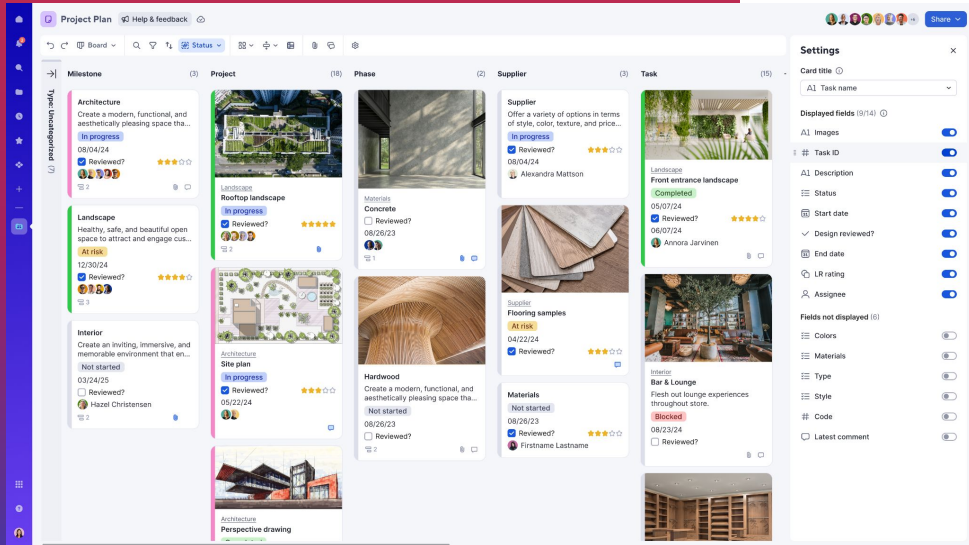 Project Plan
Help & feedback
Share
Board
Status
Type: Uncategorized (7)
Milestone (3)
Architecture
Create a modern, functional, and
aesthetically pleasing space tha...
In progress
08/04/24
Reviewed?
2
Landscape
Healthy, safe, and beautiful open
space to attract and engage cus...
At risk
12/30/24
Reviewed?
3
Interior
Create an inviting, immersive, and
memorable environment that en...
Not started
03/24/25
Reviewed?
Hazel Christensen
2
Project (18)
Landscape
Rooftop landscape
In progress
Reviewed?
2
Architecture
Site plan
In progress
Reviewed?
05/22/24
Architecture
Perspective drawing
Phase (2)
Materials
Concrete
Reviewed?
08/26/23
1
Hardwood
Create a modern, functional, and
aesthetically pleasing space tha...
Not started
08/26/23
Reviewed?
2
Supplier (3)
Supplier
Offer a variety of options in terms
of style, color, texture, and price...
In progress
Reviewed?
08/04/24
Alexandra Mattson
Supplier
Flooring samples
At risk
04/22/24
Reviewed?
Materials
Not started
08/26/23
Reviewed?
Firstname Lastname
Task (15)
Landscape
Front entrance landscape
Completed
05/07/24
Reviewed?
06/07/24
Annora Jarvinen
Interior
Bar & Lounge
Flesh out lounge experiences
throughout store.
Blocked
08/23/24
Reviewed?
Settings
Card title
Task name
Displayed fields (9/14)
Images
Task ID
Description
Status
Start date
Design reviewed?
End date
LR rating
Assignee
Fields not displayed (6)
Colors
Materials
Type
Style
Code
Latest comment